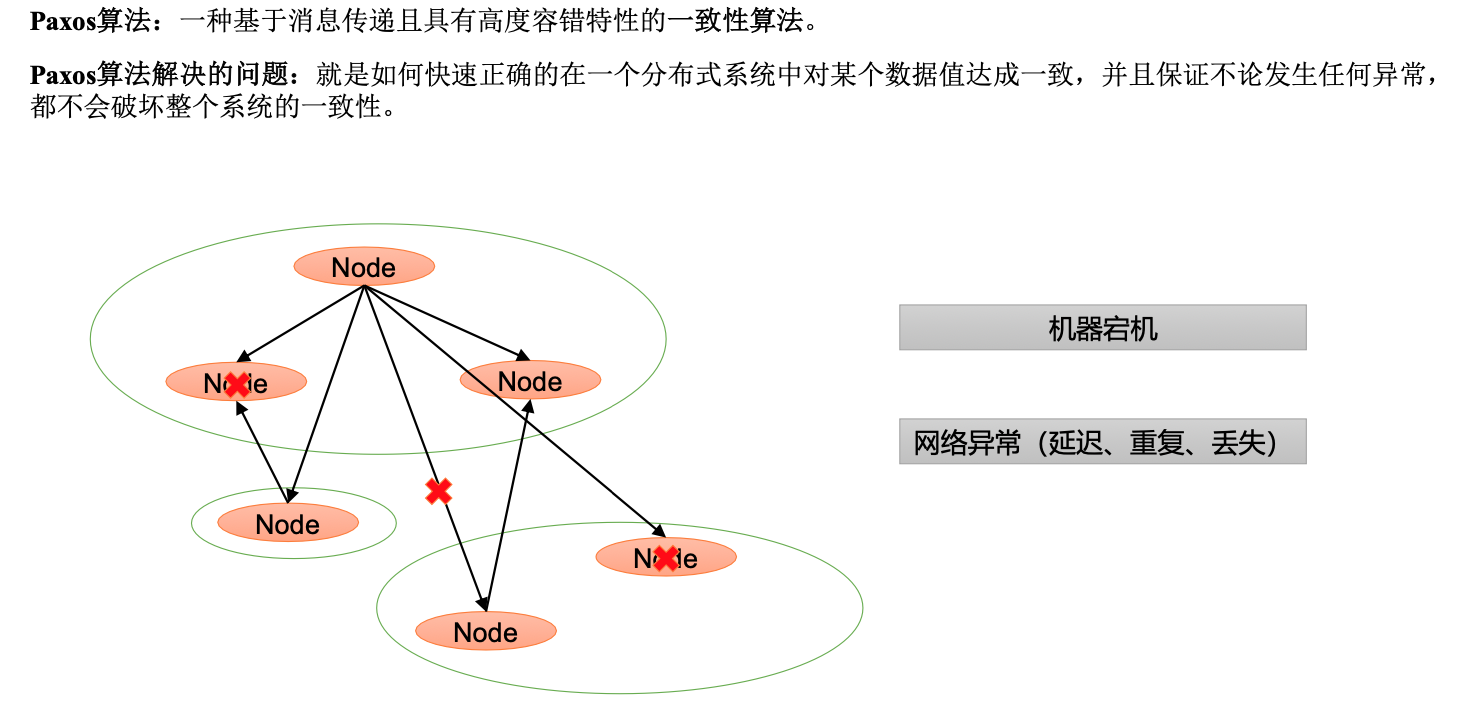 Paxos算法：一种基于消息传递且具有高度容错特性的一致性算法。
Paxos算法解决的问题：就是如何快速正确的在一个分布式系统中对某个数据值达成一致，并且保证不论发生任何异常，
都不会破坏整个系统的一致性。
Node
机器宕机
Node
Node
网络异常（延迟、重复、丢失）
Node
Node
Node